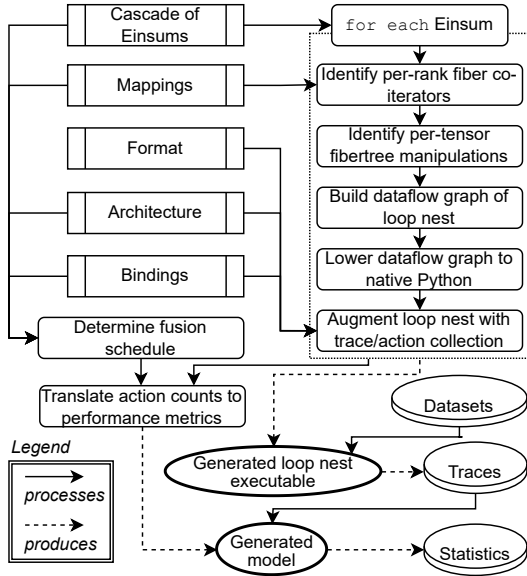 Cascade of
Einsums
for each Einsum
Mappings
Identify per-rank fiber co-
iterators
Format
Identify per-tensor
fibertree manipulations
Architecture
Build dataflow graph of
loop nest
Bindings
Lower dataflow graph to
native Python
Determine fusion
schedule
Augment loop nest with
trace/action collection
Translate action counts to
performance metrics
Datasets
Legend
processes
produces
Generated loop nest
executable
Traces
Generated
model
Statistics